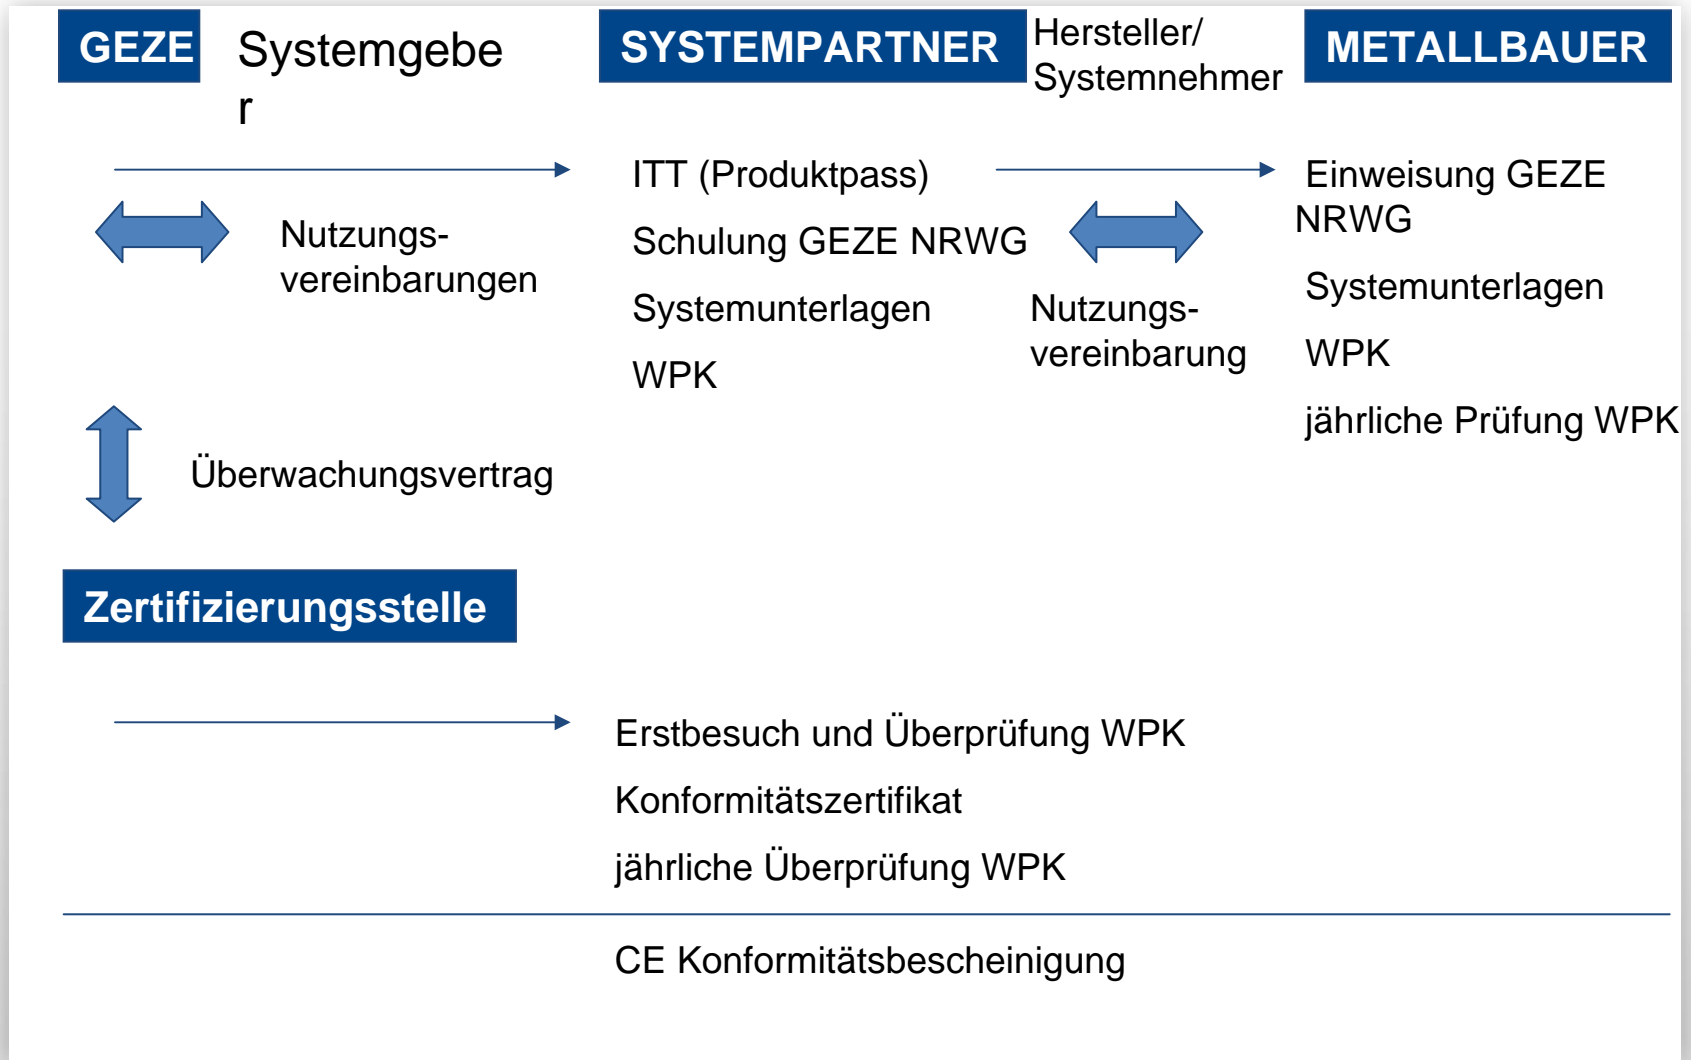 GEZE
Systemgebe
r
SYSTEMPARTNER
Hersteller/
Systemnehmer
METALLBAUER
Nutzungs-
vereinbarungen
ITT (Produktpass)
Schulung GEZE NRWG
Systemunterlagen
WPK
Nutzungs-
vereinbarung
Einweisung GEZE
NRWG
Systemunterlagen
WPK
jährliche Prüfung WPK
Überwachungsvertrag
Zertifizierungsstelle
Erstbesuch und Überprüfung WPK
Konformitätszertifikat
jährliche Überprüfung WPK
CE Konformitätsbescheinigung